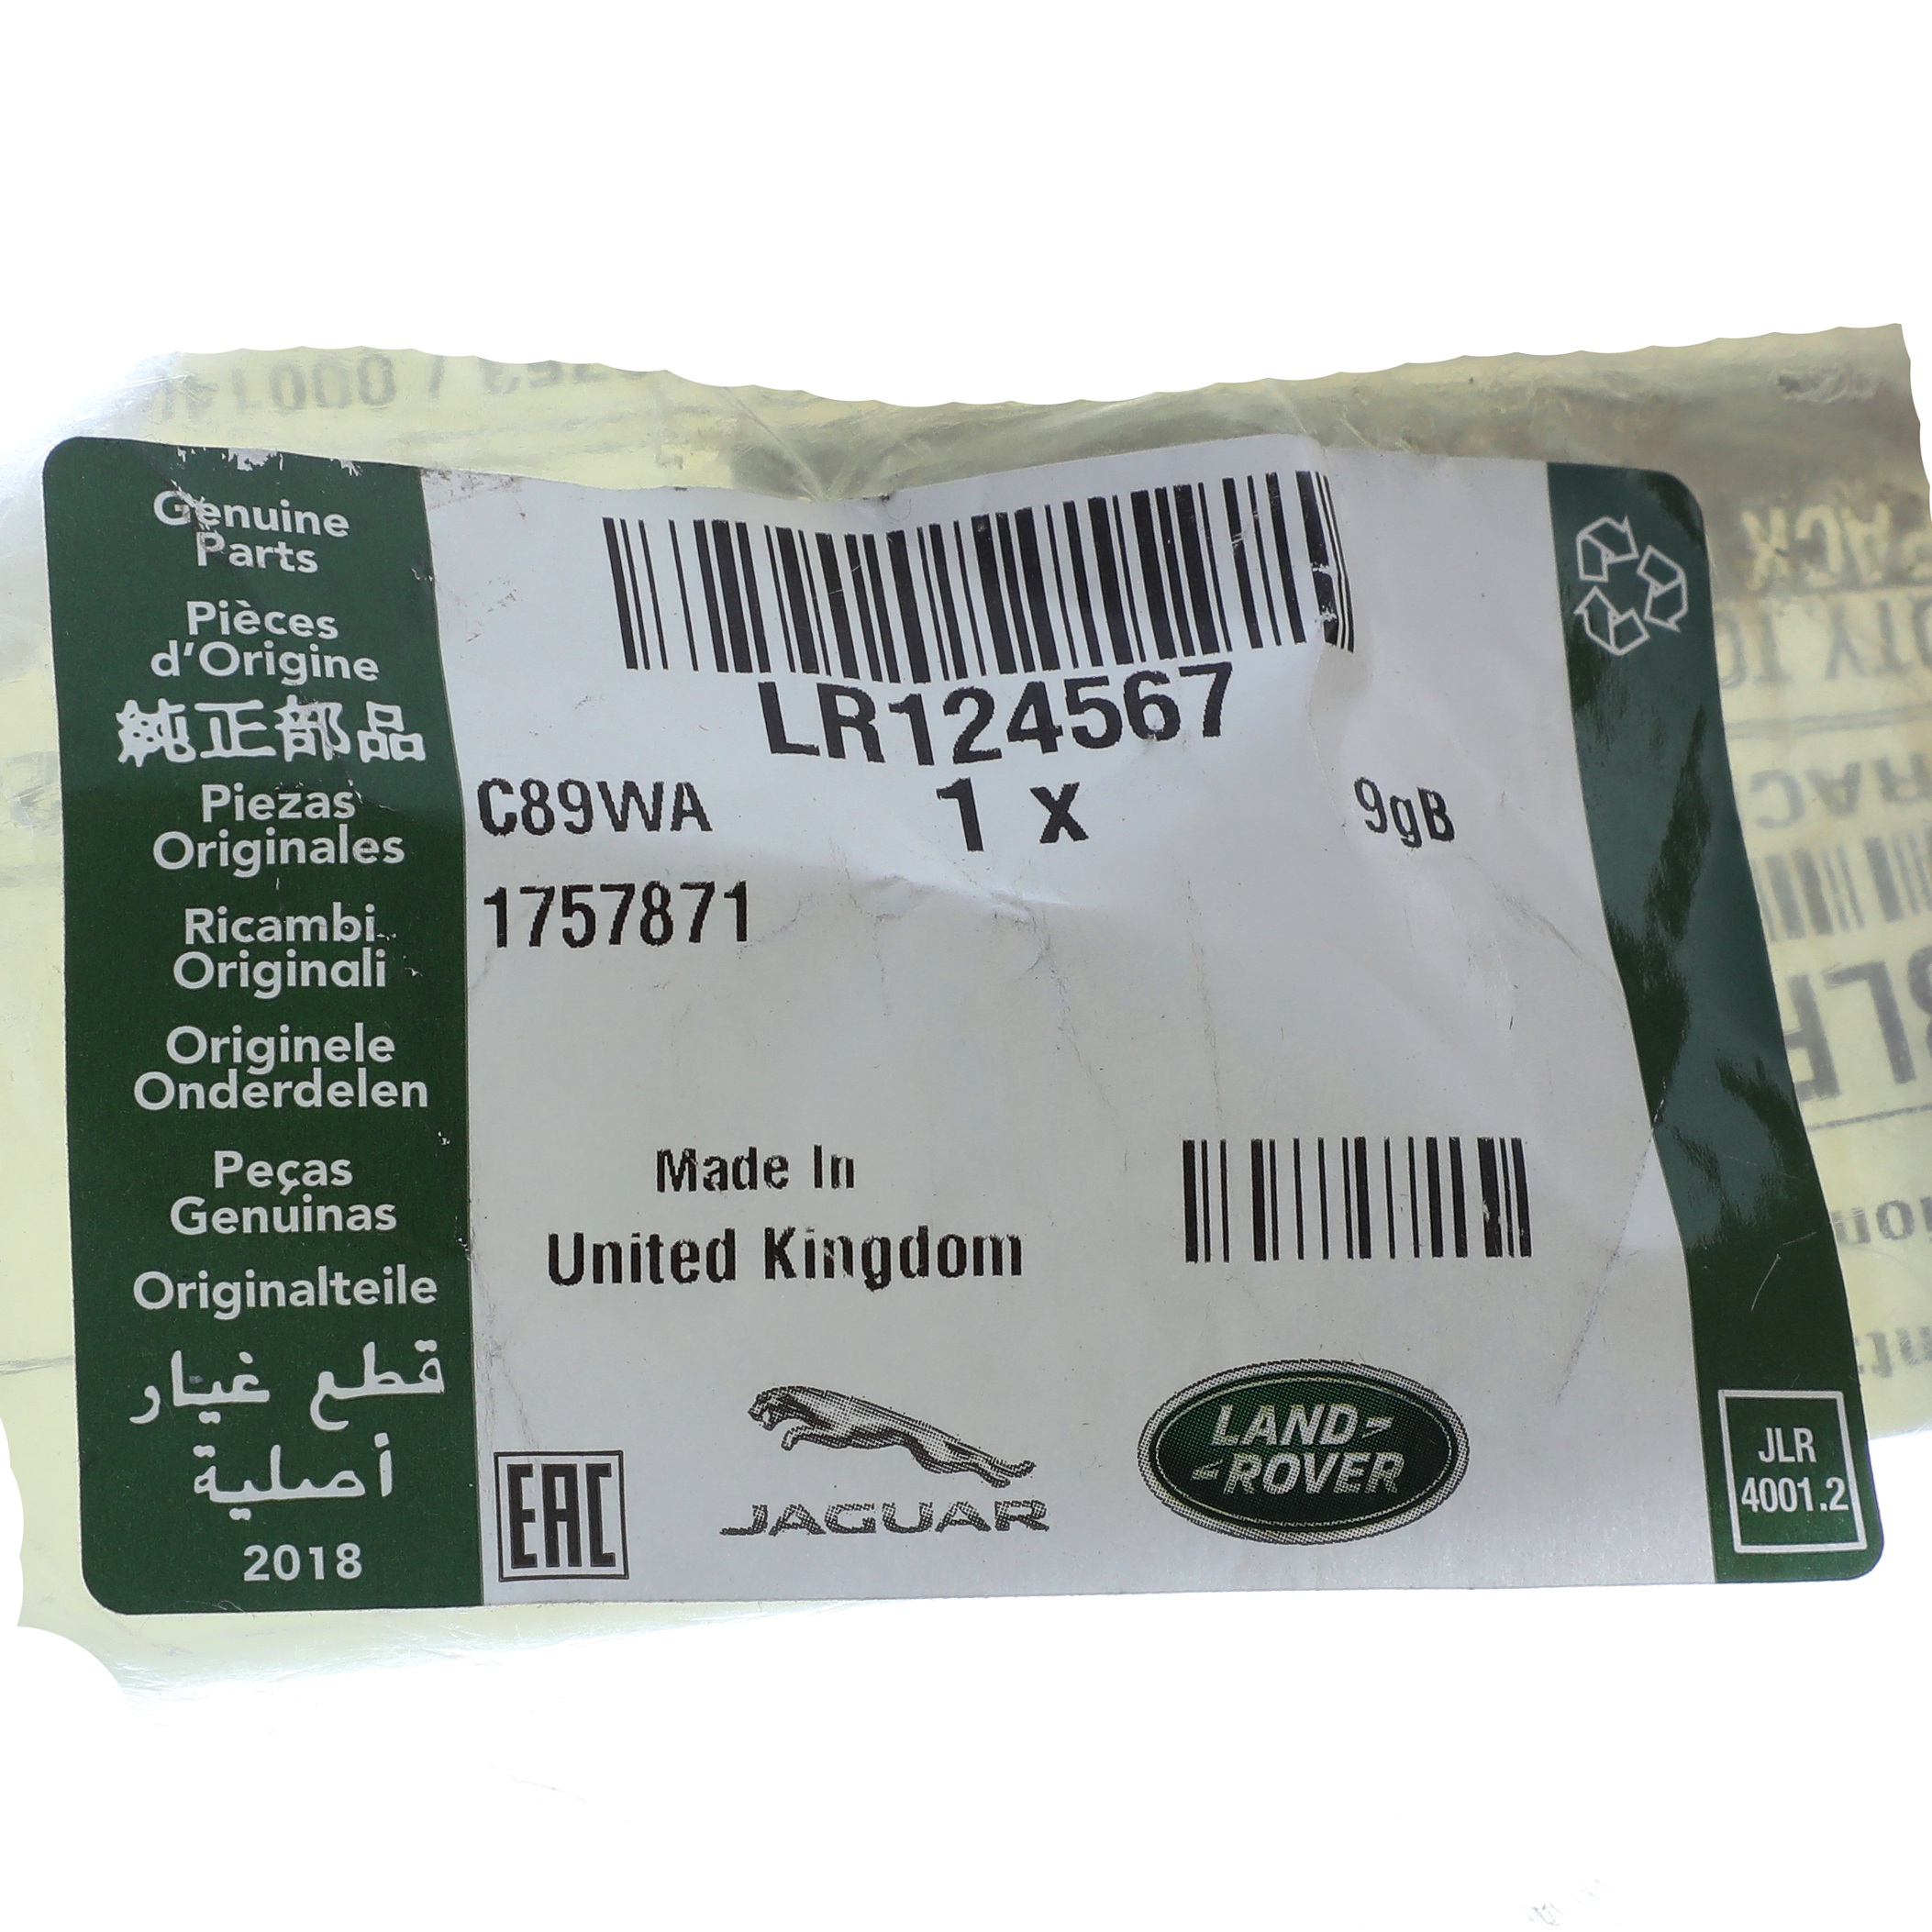 Genuine
Parts
Pièces
d'Origine
純正部品
Piezas
Originales
Ricambi
Originali
Originele
Onderdelen
Peças
Genuinas
Originalteile
قطع غيار
أصلية
2018
LR124567
C89WA 1 x 9gB
1757871
Made In
United Kingdom
EAC
JAGUAR
LAND-
-ROVER
JLR
4001.2